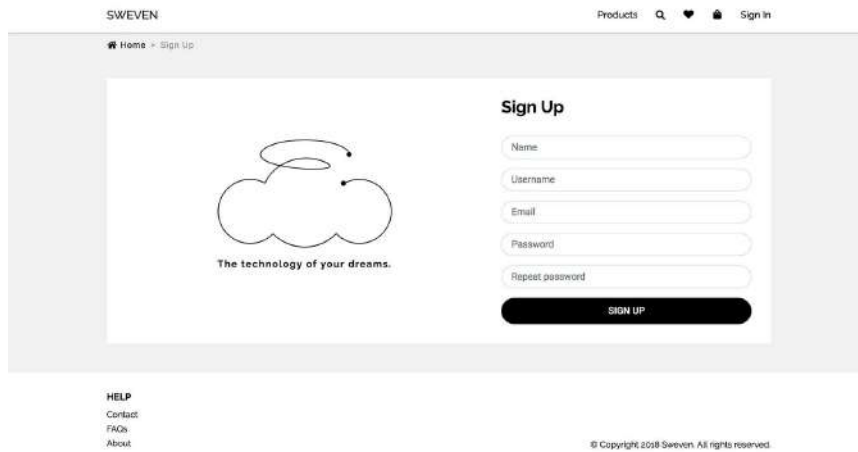 SWEVEN
Products
Sign In
Home > Sign Up
Sign Up
Name
Username
Email
Password
Repeat password
SIGN UP
The technology of your dreams.
HELP
Contact
FAQs
About
© Copyright 2018 Sweven. All rights reserved.